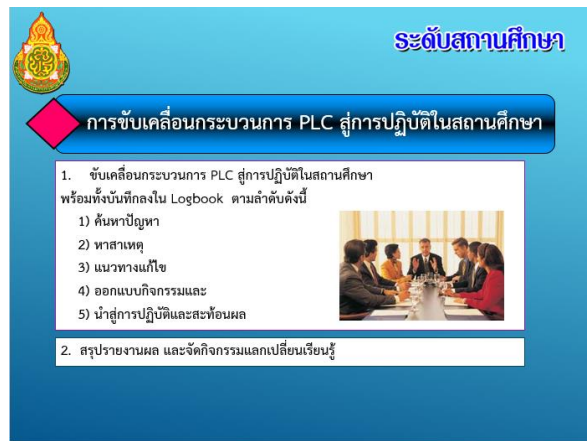 ระดับสถานศึกษา
การขับเคลื่อนกระบวนการ PLC สู่การปฏิบัติในสถานศึกษา
1. ขับเคลื่อนกระบวนการ PLC สู่การปฏิบัติในสถานศึกษา
พร้อมทั้งบันทึกลงใน Logbook ตามลำดับดังนี้
1) ค้นหาปัญหา
2) หาสาเหตุ
3) แนวทางแก้ไข
4) ออกแบบกิจกรรมและ
5) นำสู่การปฏิบัติและสะท้อนผล
2. สรุปรายงานผล และจัดกิจกรรมแลกเปลี่ยนเรียนรู้